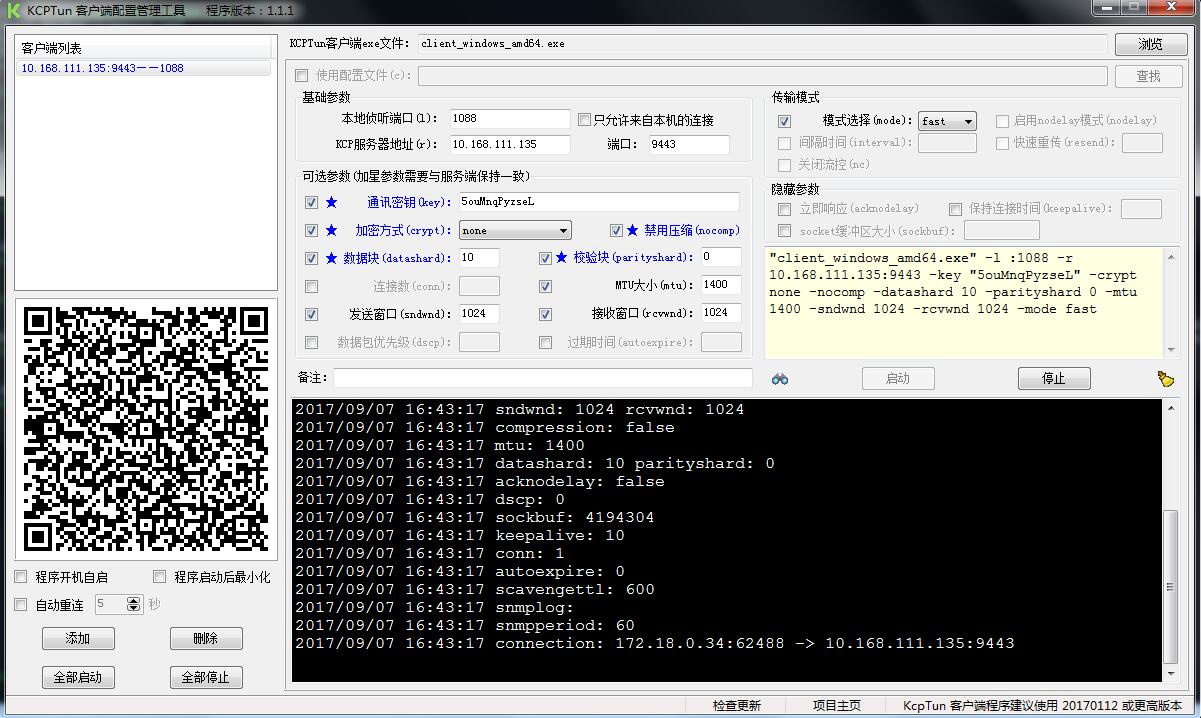 KCPTun 客户端配置管理工具 程序版本：1.1.1
客户端列表
10.168.111.135:9443——1088
程序开机自启 程序启动后最小化
自动重连 5 秒
添加 删除
全部启动 全部停止
KCPTun客户端exe文件: client_windows_amd64.exe 浏览
使用配置文件(c): 查找
基础参数
本地侦听端口(l): 1088 只允许来自本机的连接
KCP服务器地址(r): 10.168.111.135 端口: 9443
可选参数(加星参数需要与服务端保持一致)
★ 通讯密钥(key): 5ouMnqPyzseL
★ 加密方式(crypt): none ★ 禁用压缩(nocomp)
★ 数据块(datashard): 10 ★ 校验块(parityshard): 0
连接数(conn): MTU大小(mtu): 1400
发送窗口(sndwnd): 1024 接收窗口(rcvwnd): 1024
数据包优先级(dscp): 过期时间(autoexpire):
备注:
传输模式
模式选择(mode): fast 启用nodelay模式(nodelay)
间隔时间(interval): 快速重传(resend):
关闭流控(nc)
隐藏参数
立即响应(acknodelay) 保持连接时间(keepalive):
socket缓冲区大小(sockbuf):
"client_windows_amd64.exe" -l :1088 -r
10.168.111.135:9443 -key "5ouMnqPyzseL" -crypt
none -nocomp -datashard 10 -parityshard 0 -mtu
1400 -sndwnd 1024 -rcvwnd 1024 -mode fast
启动 停止
2017/09/07 16:43:17 sndwnd: 1024 rcvwnd: 1024
2017/09/07 16:43:17 compression: false
2017/09/07 16:43:17 mtu: 1400
2017/09/07 16:43:17 datashard: 10 parityshard: 0
2017/09/07 16:43:17 acknodelay: false
2017/09/07 16:43:17 dscp: 0
2017/09/07 16:43:17 sockbuf: 4194304
2017/09/07 16:43:17 keepalive: 10
2017/09/07 16:43:17 conn: 1
2017/09/07 16:43:17 autoexpire: 0
2017/09/07 16:43:17 scavengettl: 600
2017/09/07 16:43:17 snmplog:
2017/09/07 16:43:17 snmpperiod: 60
2017/09/07 16:43:17 connection: 172.18.0.34:62488 -> 10.168.111.135:9443
检查更新 项目主页 KcpTun 客户端程序建议使用 20170112 或更高版本